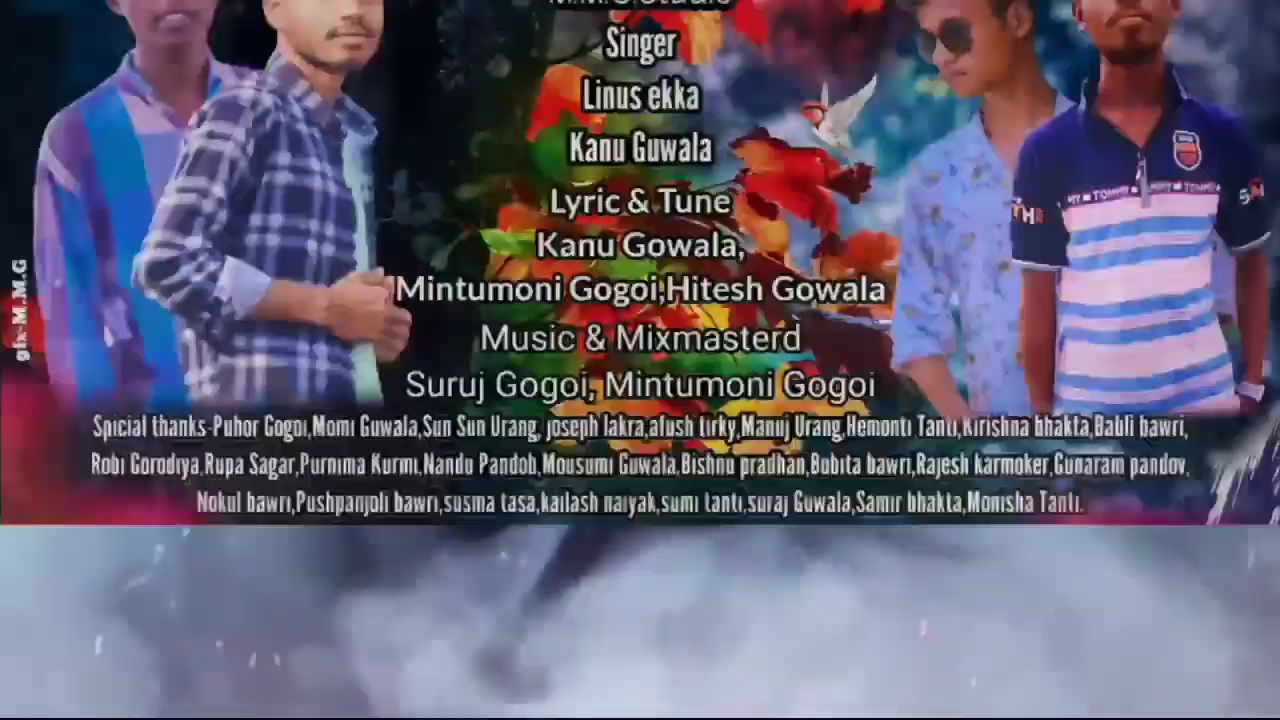 Singer
Linus ekka
Kanu Guwala
Lyric & Tune
Kanu Gowala,
Mintumoni Gogoi,Hitesh Gowala
Music & Mixmasterd
Suruj Gogoi, Mintumoni Gogoi
Spicial thanks-Puhor Gogoi,Momi Guwala,Sun Sun Urang, joseph lakra,afush tirky,Manuj Urang,Hemonti Tanti,Kirishna bhakta,Babli bawri,
Robi Gorodiya,Rupa Sagar,Purnima Kurmi,Nandu Pandob,Mousumi Guwala,Bishnu pradhan,Bobita bawri,Rajesh karmoker,Gunaram pandov,
Nokul bawri,Pushpanjoli bawri,susma tasa,kailash naiyak,sumi tanti,suraj Guwala,Samir bhakta,Monisha Tanti.
gfx-M.M.G